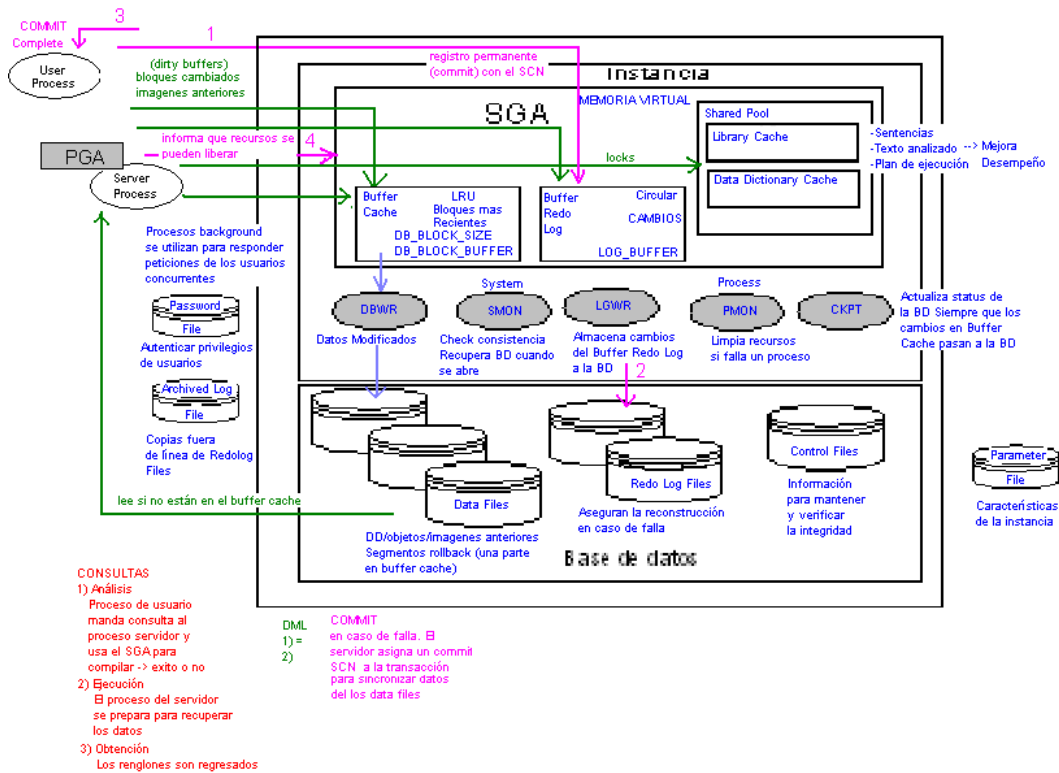 COMMIT
Complete
3
1
User
Process
(dirty buffers)
bloques cambiados
imagenes anteriores
registro permanente
(commit) con el SCN
Instancia
MEMORIA VIRTUAL
SGA
Shared Pool
Library Cache
Data Dictionary Cache
-Sentencias
-Texto analizado --> Mejora
-Plan de ejecución Desempeño
informa que recursos se
pueden liberar
4
locks
PGA
Server
Process
Buffer
Cache
LRU
Bloques mas
Recientes
DB_BLOCK_SIZE
DB_BLOCK_BUFFER
Buffer
Redo
Log
Circular
CAMBIOS
LOG_BUFFER
Procesos background
se utilizan para responder
peticiones de los usuarios
concurrentes
DBWR
Datos Modificados
System
SMON
Check consistencia
Recupera BD cuando
se abre
LGWR
Almacena cambios
del Buffer Redo Log
a la BD
2
Process
PMON
Limpia recursos
si falla un proceso
CKPT
Actualiza status de
la BD Siempre que los
cambios en Buffer
Cache pasan a la BD
Password
File
Autenticar privilegios
de usuarios
Archived Log
File
Copias fuera
de línea de Redolog
Files
lee si no están en el buffer cache
Data Files
DD/objetos/imagenes anteriores
Segmentos rollback (una parte
en buffer cache)
Redo Log Files
Aseguran la reconstrucción
en caso de falla
Control Files
Información
para mantener
y verificar
la integridad
Parameter
File
Características
de la instancia
Base de datos
CONSULTAS
1) Análisis
Proceso de usuario
manda consulta al
proceso servidor y
usa el SGA para
compilar -> exito o no
2) Ejecución
El proceso del servidor
se prepara para recuperar
los datos
3) Obtención
Los renglones son regresados
DML
1) =
2)
COMMIT
en caso de falla. El
servidor asigna un commit
SCN a la transacción
para sincronizar datos
del los data files